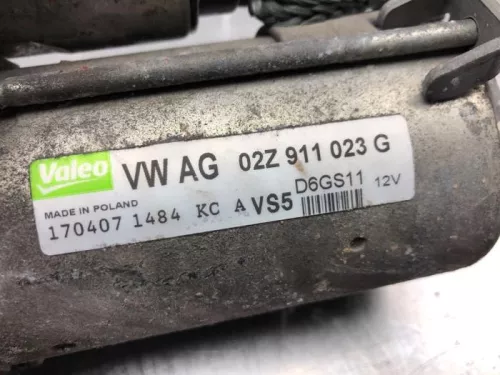 Valeo VW AG 02Z 911 023 G
MADE IN POLAND D6GS11 12V
170407 1484 KC A VS5